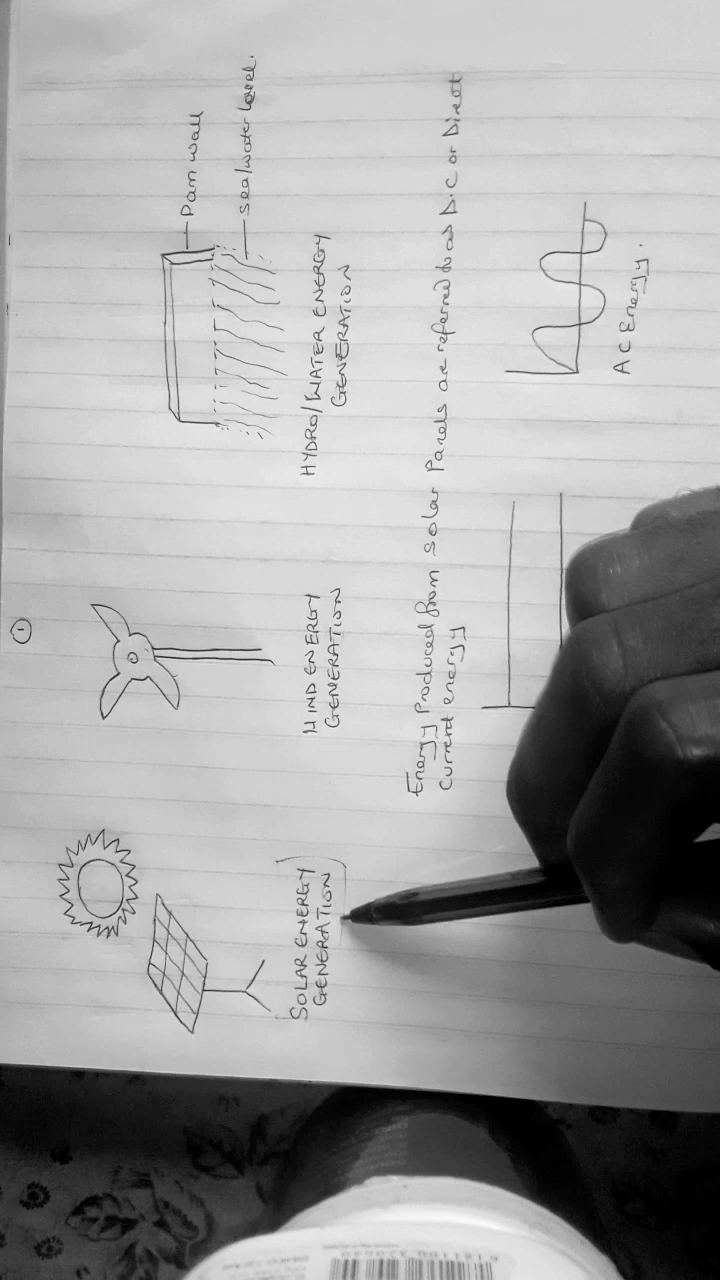 ①
Dam wall
sea/water level.
SOLAR ENERGY
GENERATION
WIND ENERGY
GENERATION
HYDRO/WATER ENERGY
GENERATION
Energy Produced from Solar Panels are referred to as D.C or Direct
Current energy
AC Energy.